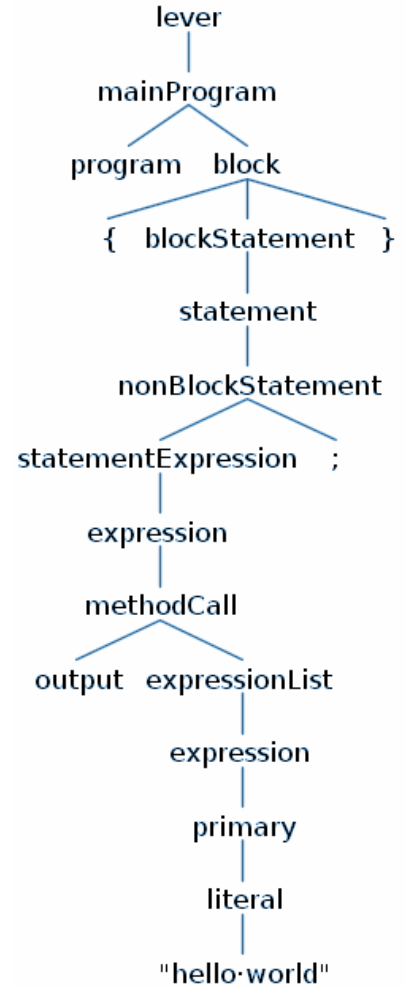 lever
mainProgram
program block
{ blockStatement }
statement
nonBlockStatement
statementExpression ;
expression
methodCall
output expressionList
expression
primary
literal
"hello·world"